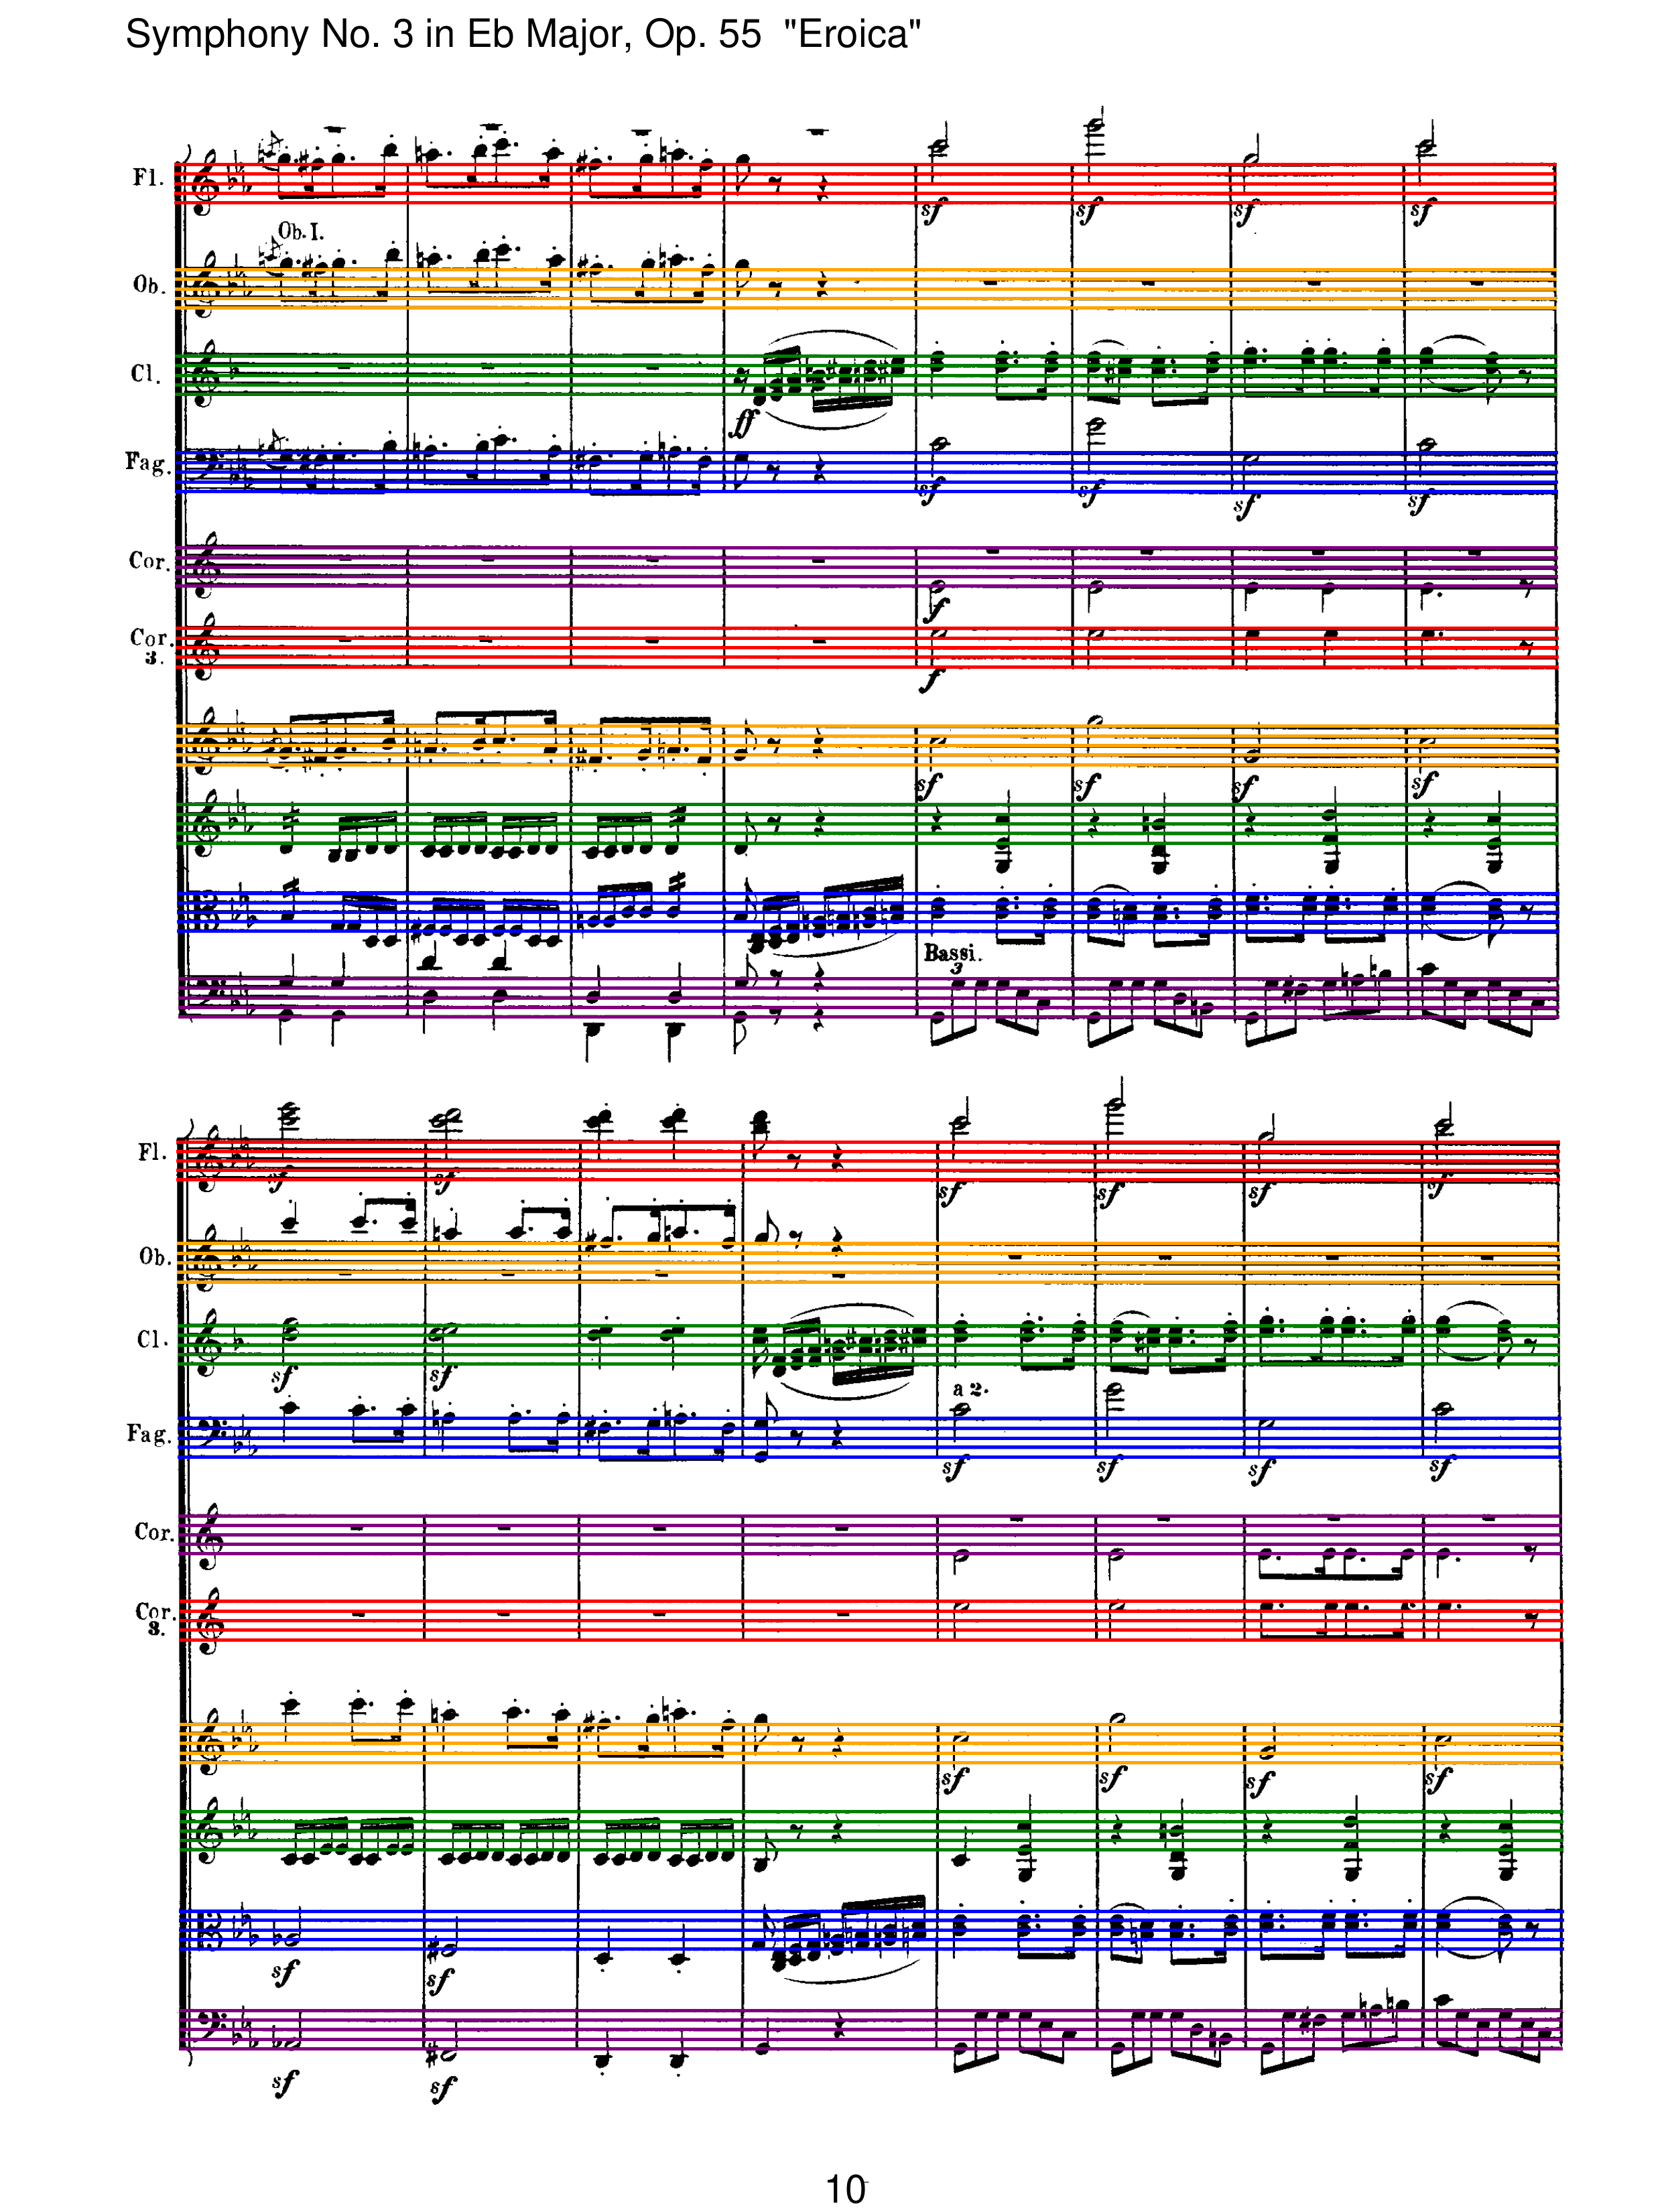 Symphony No. 3 in Eb Major, Op. 55 "Eroica"
Fl.
sf sf sf sf
Ob. I.
Ob.
Cl.
ff
Fag.
sf sf sf sf
Cor.
f
Cor. 3.
f
sf sf sf sf
Bassi.
3
Fl.
sf sf sf sf sf sf
Ob.
Cl.
sf sf
a 2.
Fag.
sf sf sf sf
Cor.
Cor. 3.
sf sf sf sf
sf sf
sf sf
10